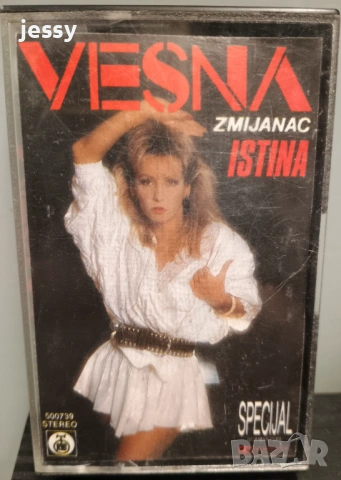 jessy
VESNA
ZMIJANAC
ISTINA
500739
STEREO
SPECIJAL
BAZAR